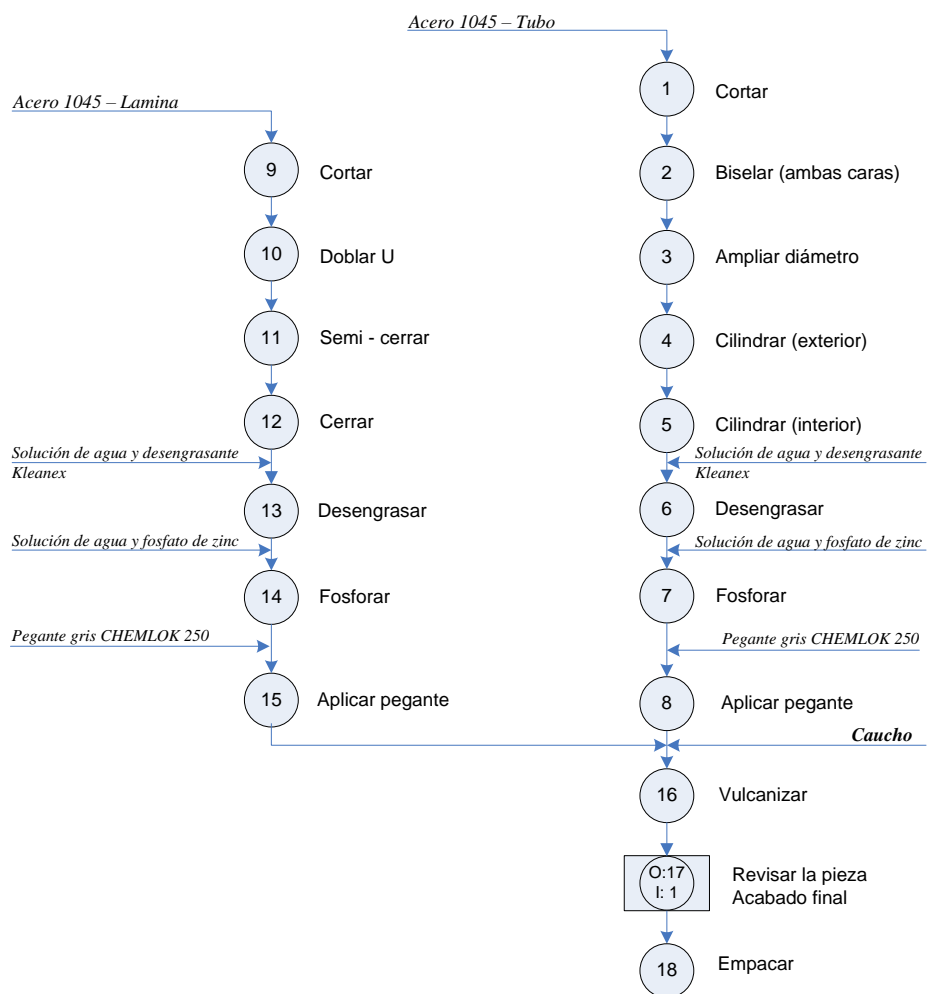 Acero 1045 – Tubo
1 Cortar
Acero 1045 – Lamina
9 Cortar
2 Biselar (ambas caras)
10 Doblar U
3 Ampliar diámetro
11 Semi - cerrar
4 Cilindrar (exterior)
12 Cerrar
5 Cilindrar (interior)
Solución de agua y desengrasante
Kleanex
Solución de agua y desengrasante
Kleanex
13 Desengrasar
6 Desengrasar
Solución de agua y fosfato de zinc
Solución de agua y fosfato de zinc
14 Fosforar
7 Fosforar
Pegante gris CHEMLOK 250
Pegante gris CHEMLOK 250
15 Aplicar pegante
8 Aplicar pegante
Caucho
16 Vulcanizar
O:17
I: 1
Revisar la pieza
Acabado final
18 Empacar